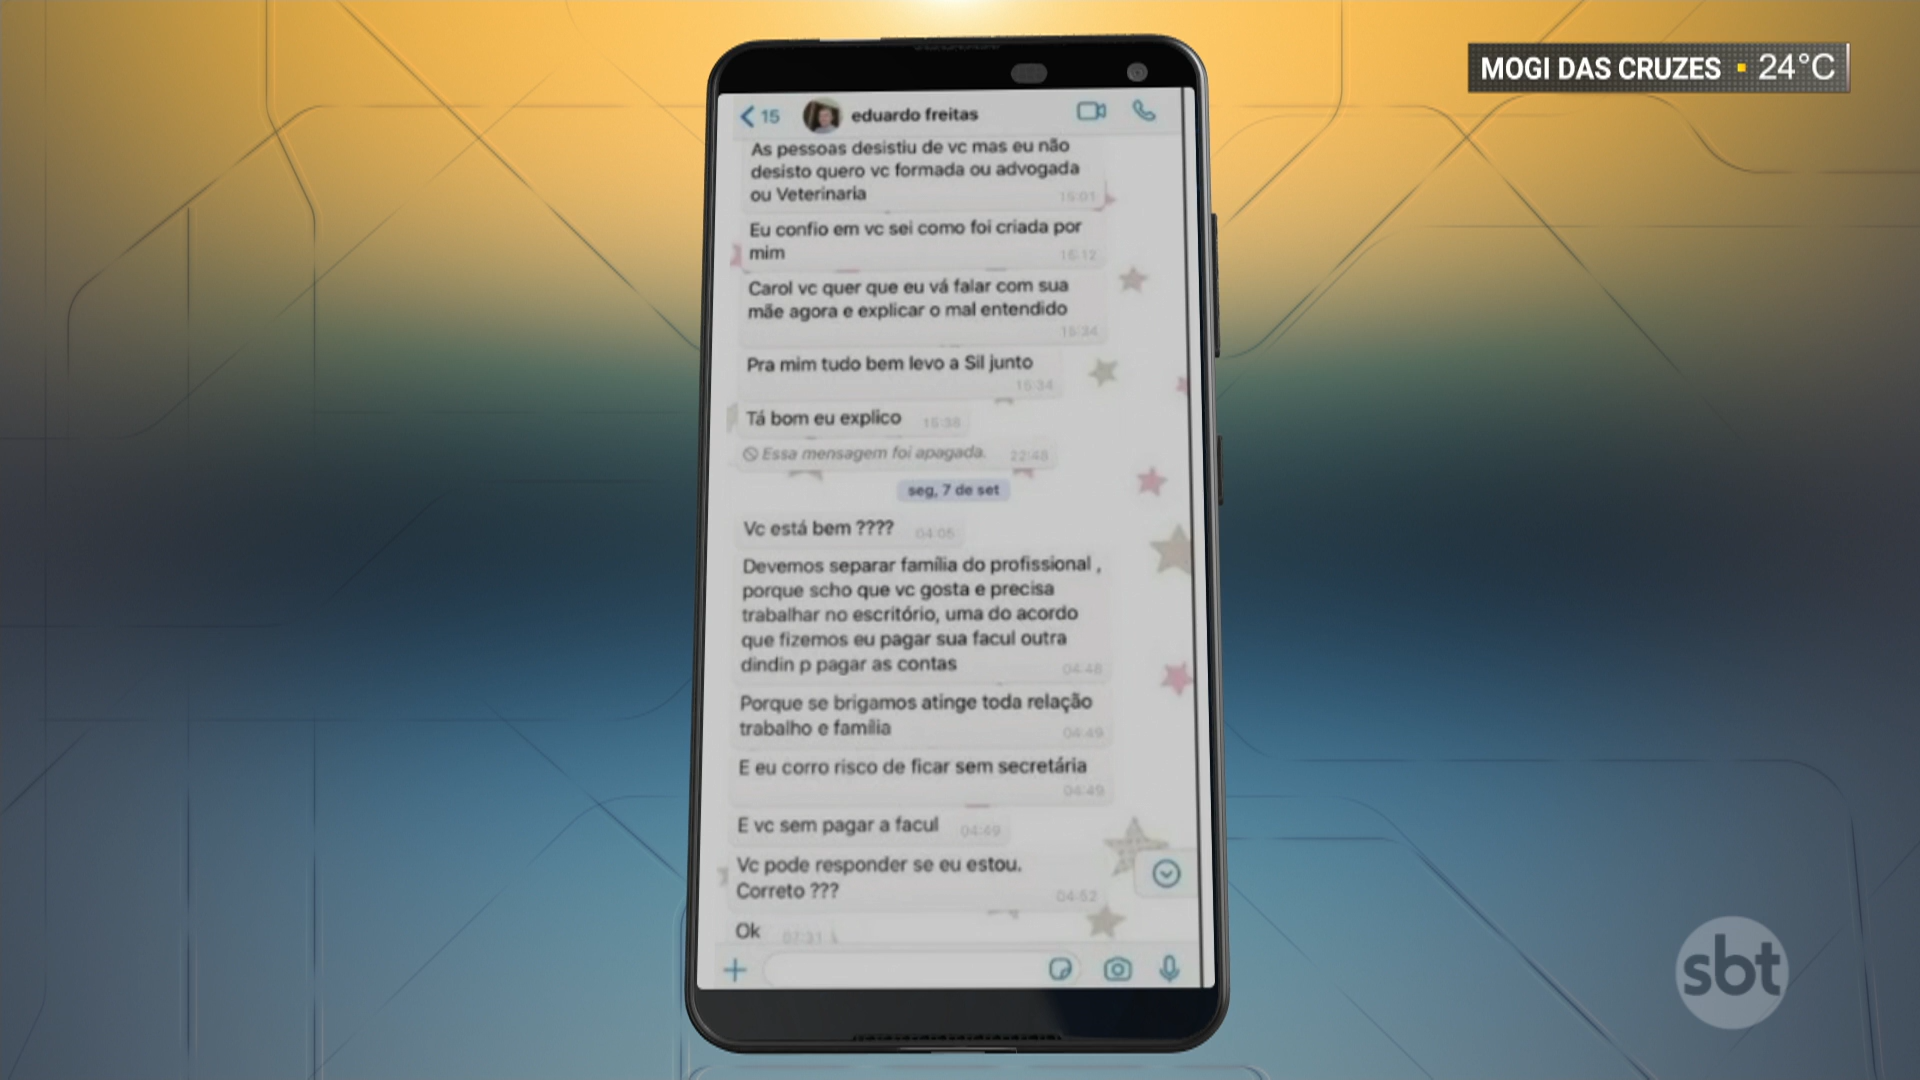 MOGI DAS CRUZES 24°C
15 eduardo freitas
As pessoas desistiu de vc mas eu não
desisto quero vc formada ou advogada
ou Veterinaria 15:01
Eu confio em vc sei como foi criada por
mim 15:12
Carol vc quer que eu vá falar com sua
mãe agora e explicar o mal entendido
15:34
Pra mim tudo bem levo a Sil junto
15:34
Tá bom eu explico 15:38
Essa mensagem foi apagada. 22:48
seg, 7 de set
Vc está bem ???? 04:05
Devemos separar família do profissional ,
porque scho que vc gosta e precisa
trabalhar no escritório, uma do acordo
que fizemos eu pagar sua facul outra
dindin p pagar as contas 04:48
Porque se brigamos atinge toda relação
trabalho e família 04:49
E eu corro risco de ficar sem secretária
04:49
E vc sem pagar a facul 04:49
Vc pode responder se eu estou.
Correto ??? 04:52
Ok 07:31
sbt